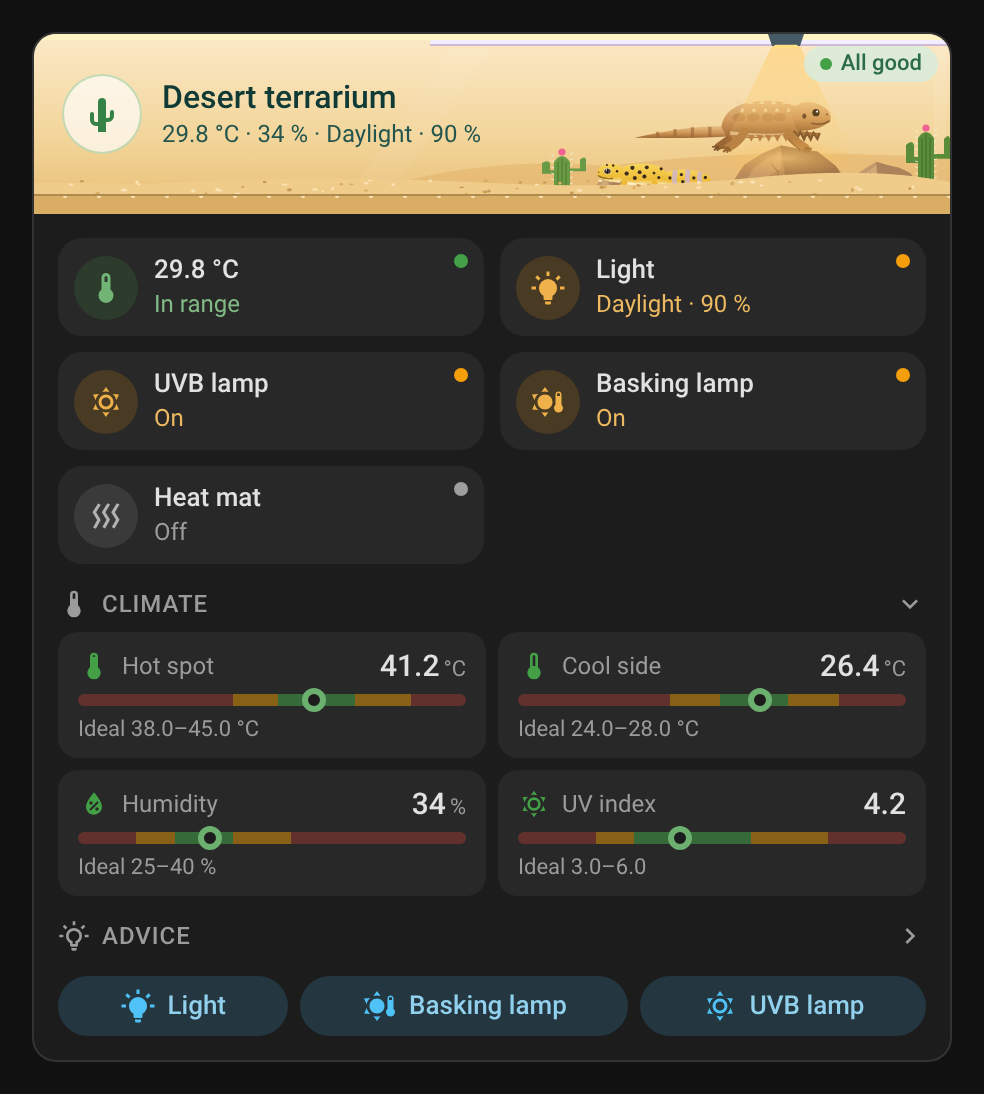 All good
Desert terrarium
29.8 °C · 34 % · Daylight · 90 %
29.8 °C
In range
Light
Daylight · 90 %
UVB lamp
On
Basking lamp
On
Heat mat
Off
CLIMATE
Hot spot 41.2 °C
Ideal 38.0–45.0 °C
Cool side 26.4 °C
Ideal 24.0–28.0 °C
Humidity 34 %
Ideal 25–40 %
UV index 4.2
Ideal 3.0–6.0
ADVICE
Light
Basking lamp
UVB lamp